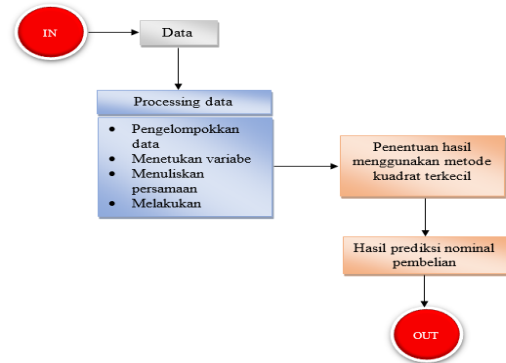 IN
Data
Processing data
• Pengelompokkan
data
• Menetukan variabe
• Menuliskan
persamaan
• Melakukan
Penentuan hasil
menggunakan metode
kuadrat terkecil
Hasil prediksi nominal
pembelian
OUT